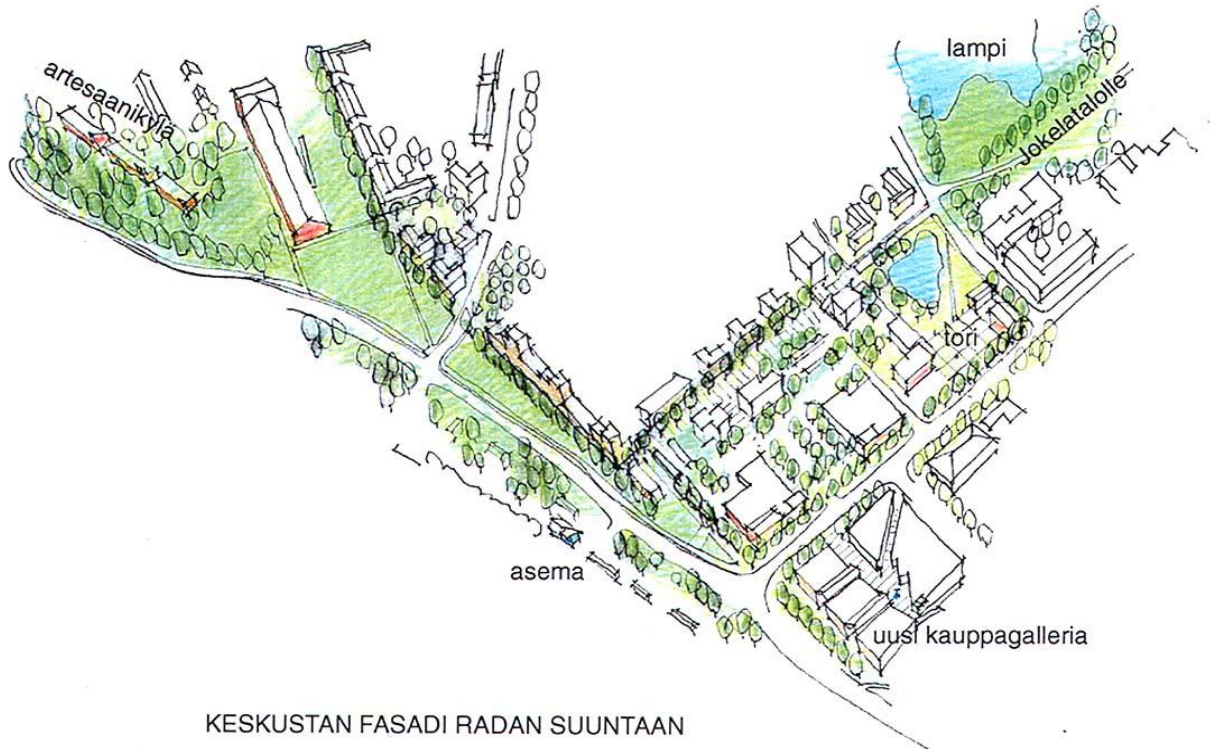 lampi
artesaanikylä
Jokelatalolle
tori
asema
uusi kauppagalleria
KESKUSTAN FASADI RADAN SUUNTAAN